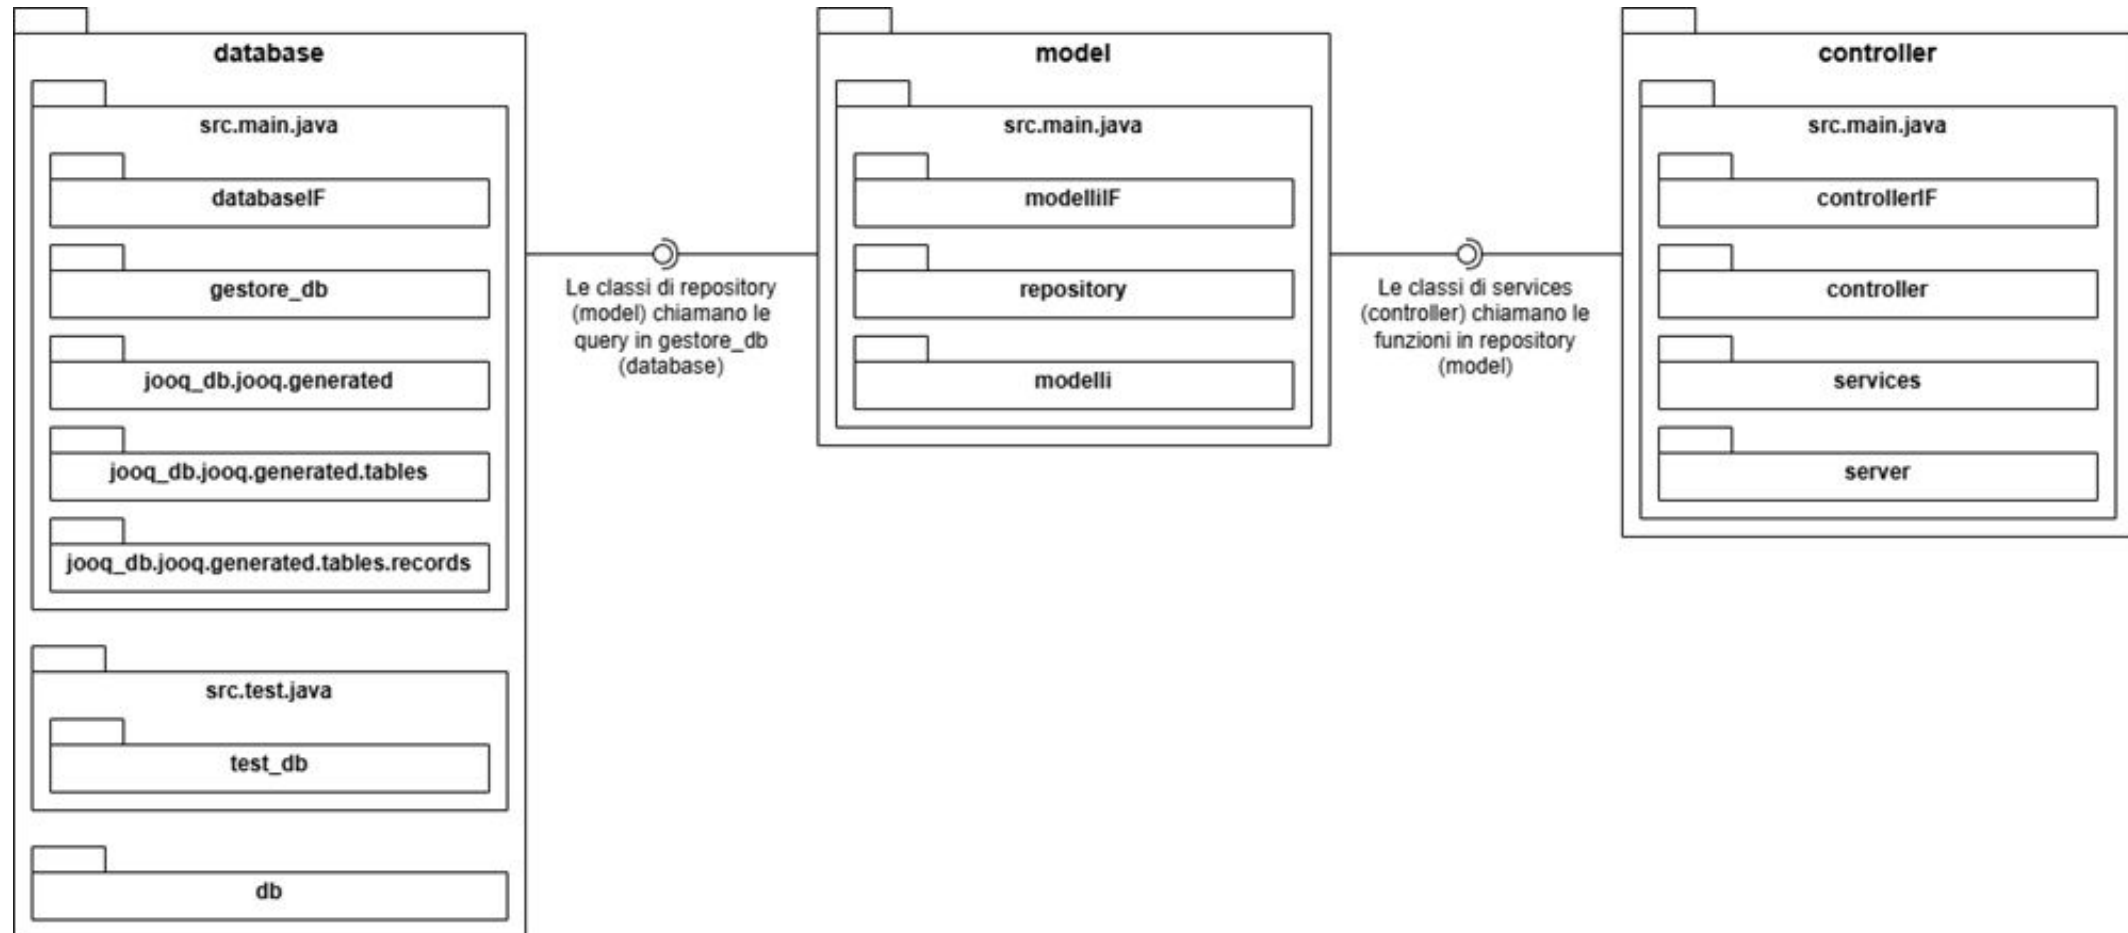 database
src.main.java
databaseIF
gestore_db
jooq_db.jooq.generated
jooq_db.jooq.generated.tables
jooq_db.jooq.generated.tables.records
src.test.java
test_db
db
Le classi di repository
(model) chiamano le
query in gestore_db
(database)
model
src.main.java
modelliIF
repository
modelli
Le classi di services
(controller) chiamano le
funzioni in repository
(model)
controller
src.main.java
controllerIF
controller
services
server